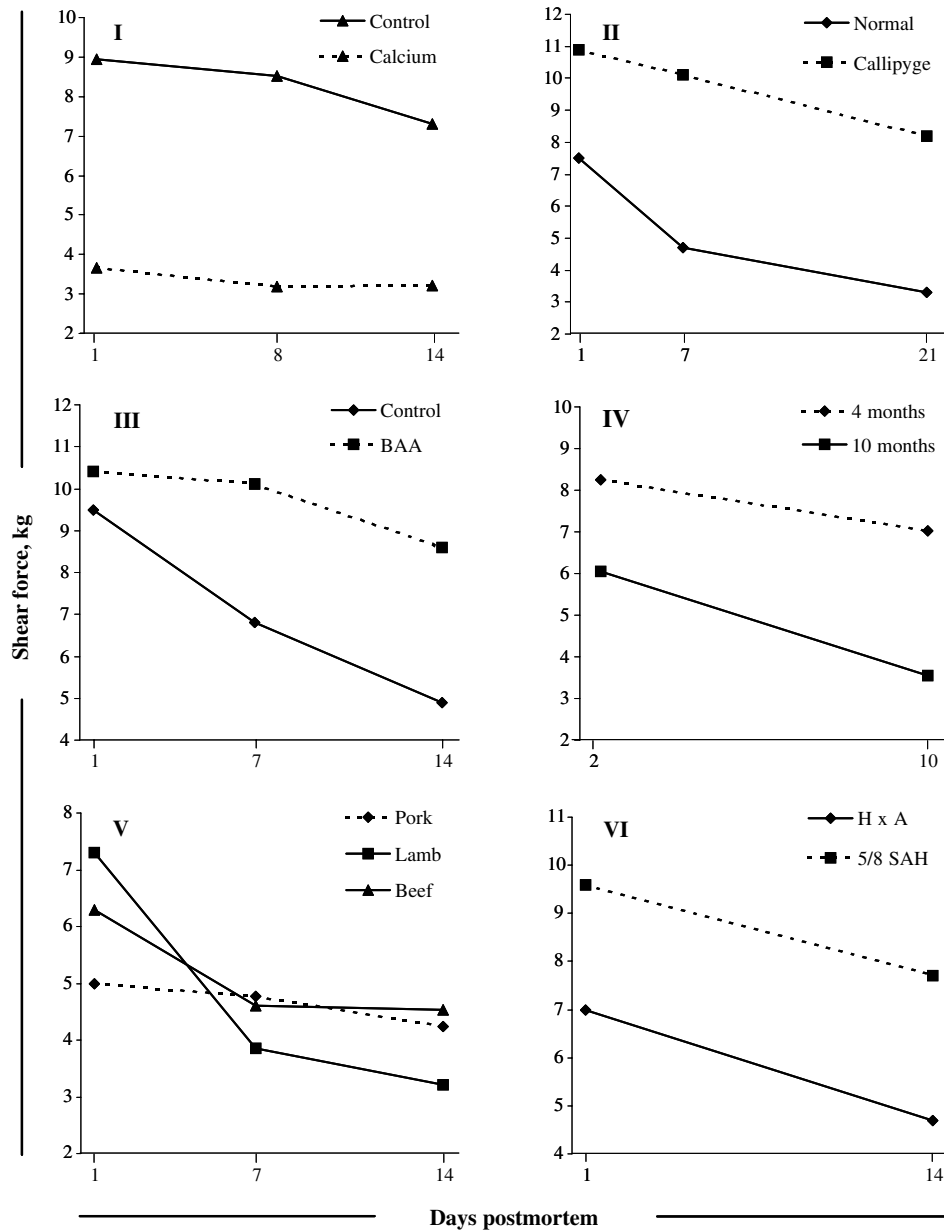 Shear force, kg
I
Control
Calcium
10
9
8
7
6
5
4
3
2
1 8 14
II
Normal
Callipyge
12
11
10
9
8
7
6
5
4
3
2
1 7 21
III
Control
BAA
12
11
10
9
8
7
6
5
4
1 7 14
IV
4 months
10 months
10
9
8
7
6
5
4
3
2
2 10
V
Pork
Lamb
Beef
8
7
6
5
4
3
2
1 7 14
VI
H x A
5/8 SAH
11
10
9
8
7
6
5
4
1 14
Days postmortem